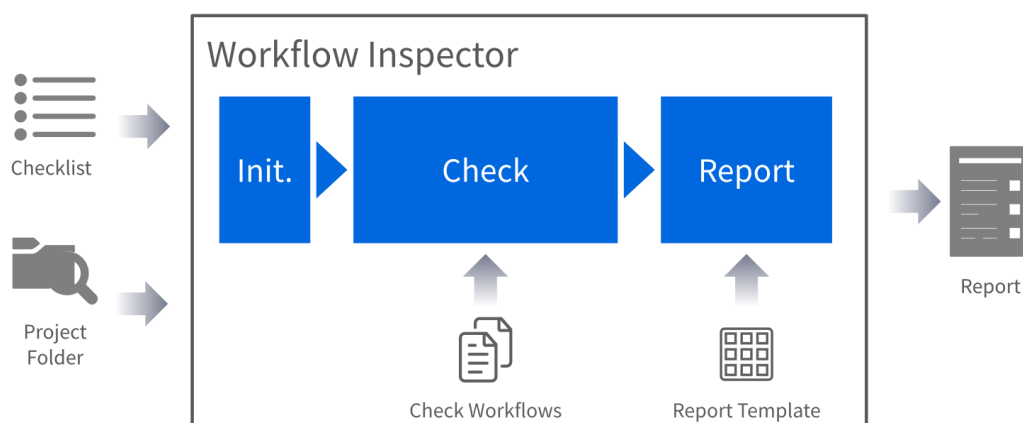 Workflow Inspector
Checklist
Init.
Check
Report
Project
Folder
Report
Check Workflows
Report Template